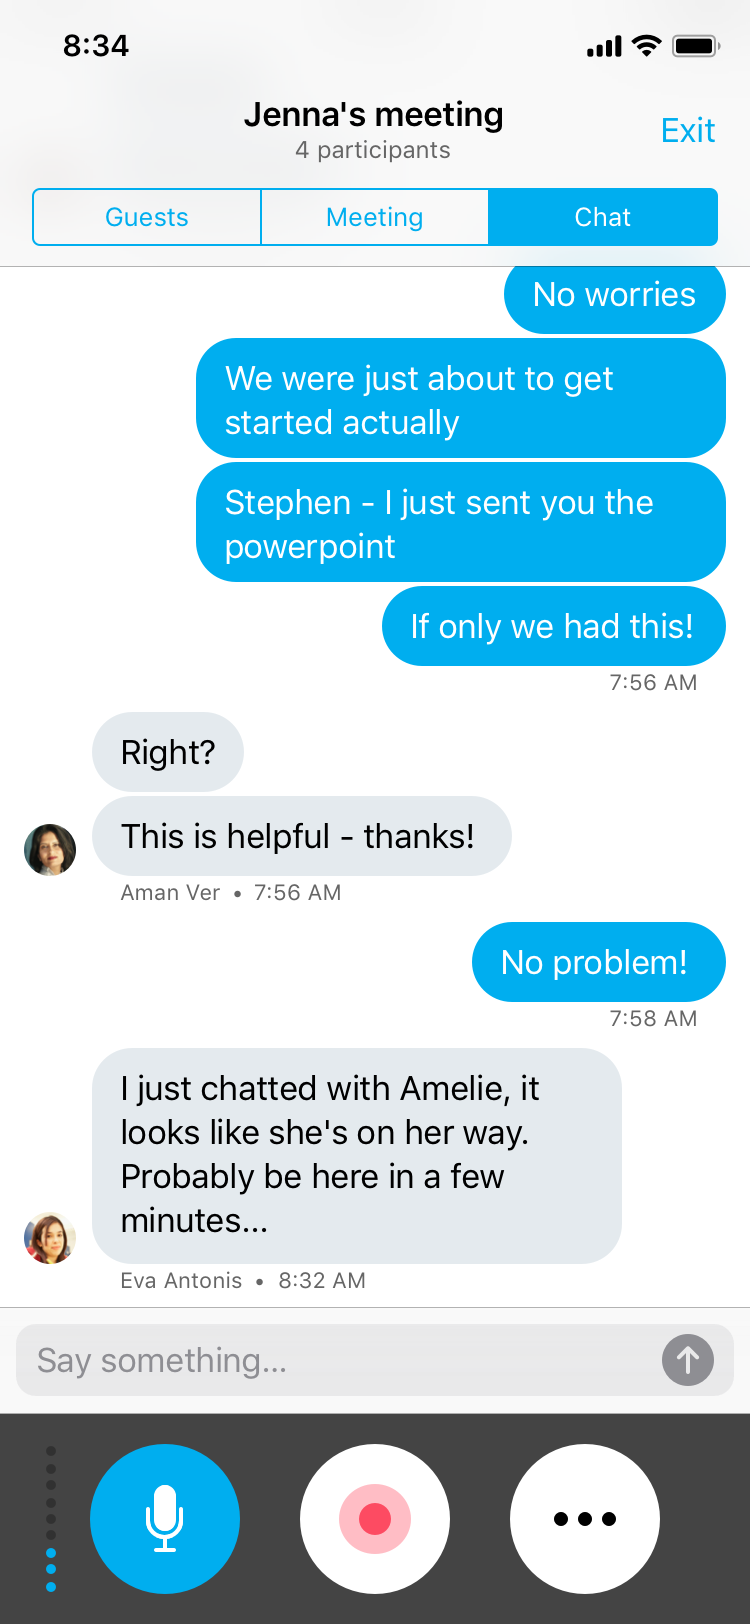 8:34
Jenna's meeting
4 participants
Exit
Guests
Meeting
Chat
No worries
We were just about to get
started actually
Stephen - I just sent you the
powerpoint
If only we had this!
7:56 AM
Right?
This is helpful - thanks!
Aman Ver • 7:56 AM
No problem!
7:58 AM
I just chatted with Amelie, it
looks like she's on her way.
Probably be here in a few
minutes...
Eva Antonis • 8:32 AM
Say something...